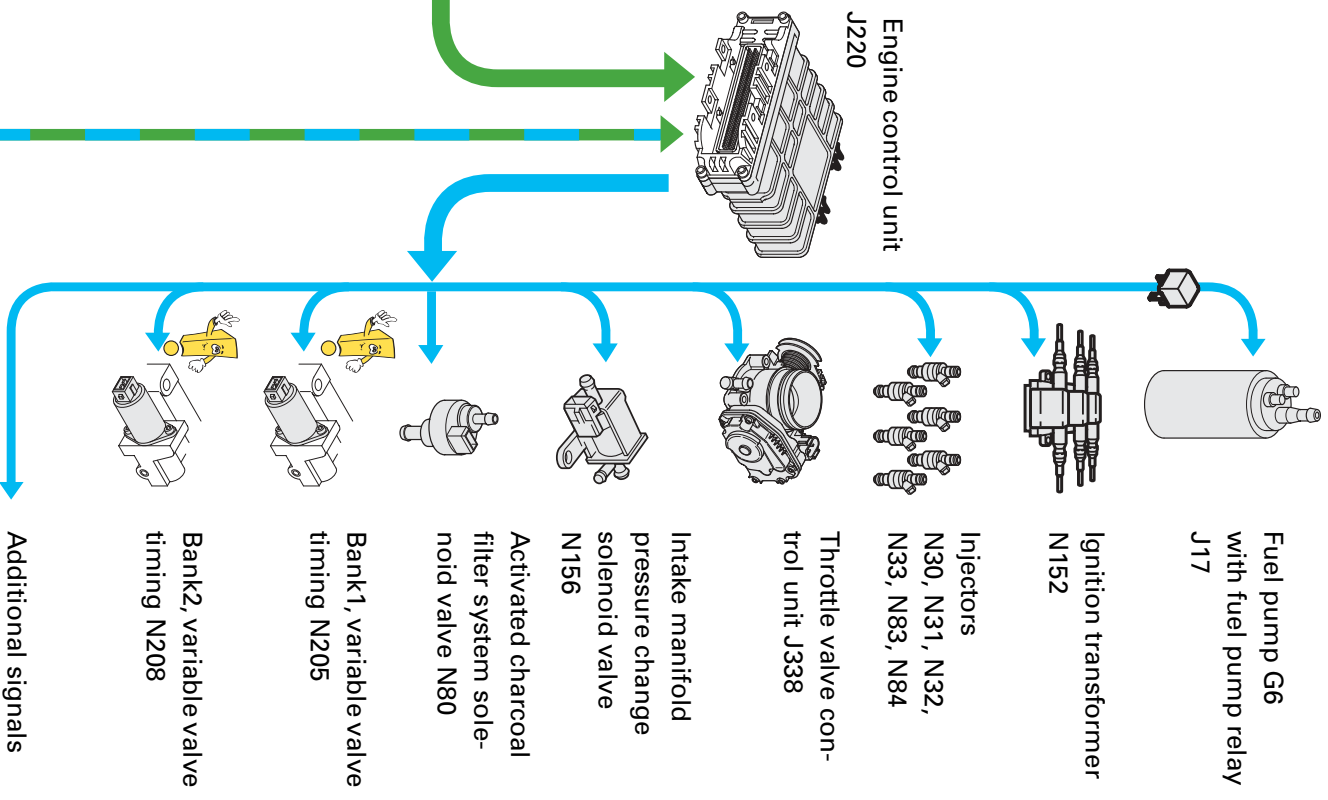 Engine control unit
J220
Fuel pump G6
with fuel pump relay
J17
Ignition transformer
N152
Injectors
N30, N31, N32,
N33, N83, N84
Throttle valve con-
trol unit J338
Intake manifold
pressure change
solenoid valve
N156
Activated charcoal
filter system sole-
noid valve N80
Bank1, variable valve
timing N205
Bank2, variable valve
timing N208
Additional signals